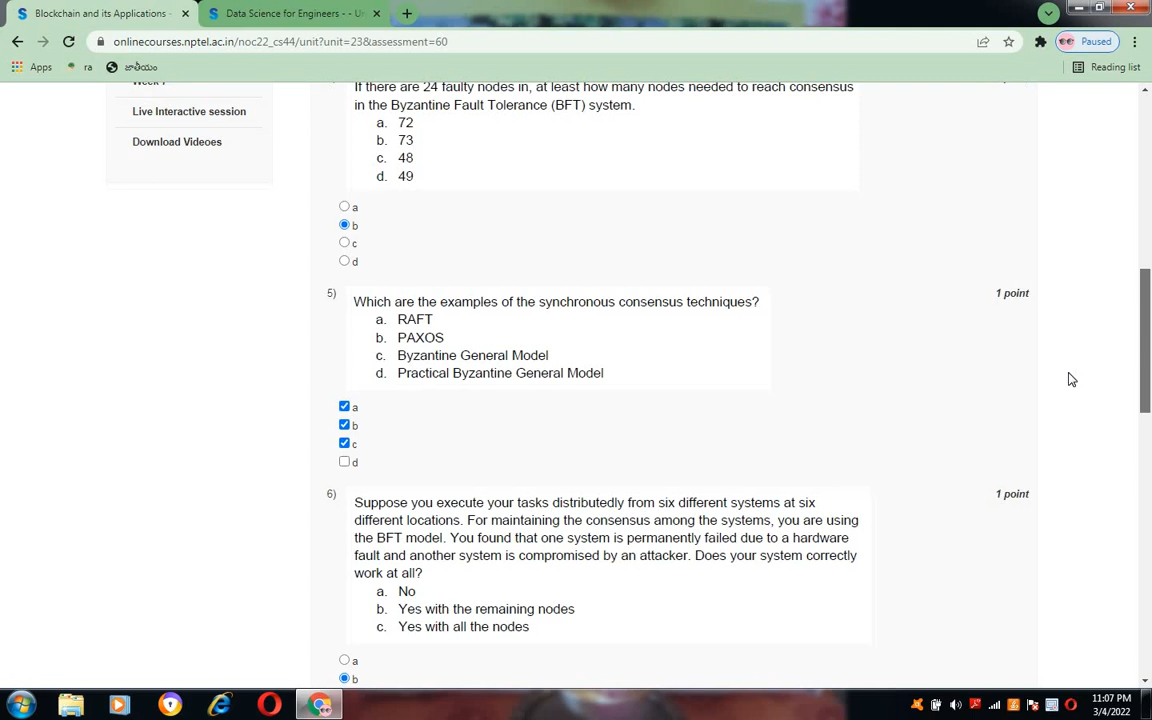 Blockchain and its Applications -
Data Science for Engineers - - U
onlinecourses.nptel.ac.in/noc22_cs44/unit?unit=23&assessment=60
Paused
Apps
ra
జాతీయం
Reading list
Live Interactive session
Download Videoes
If there are 24 faulty nodes in, at least how many nodes needed to reach consensus
in the Byzantine Fault Tolerance (BFT) system.
a. 72
b. 73
c. 48
d. 49
a
b
c
d
5)
1 point
Which are the examples of the synchronous consensus techniques?
a. RAFT
b. PAXOS
c. Byzantine General Model
d. Practical Byzantine General Model
a
b
c
d
6)
1 point
Suppose you execute your tasks distributedly from six different systems at six
different locations. For maintaining the consensus among the systems, you are using
the BFT model. You found that one system is permanently failed due to a hardware
fault and another system is compromised by an attacker. Does your system correctly
work at all?
a. No
b. Yes with the remaining nodes
c. Yes with all the nodes
a
b
11:07 PM
3/4/2022